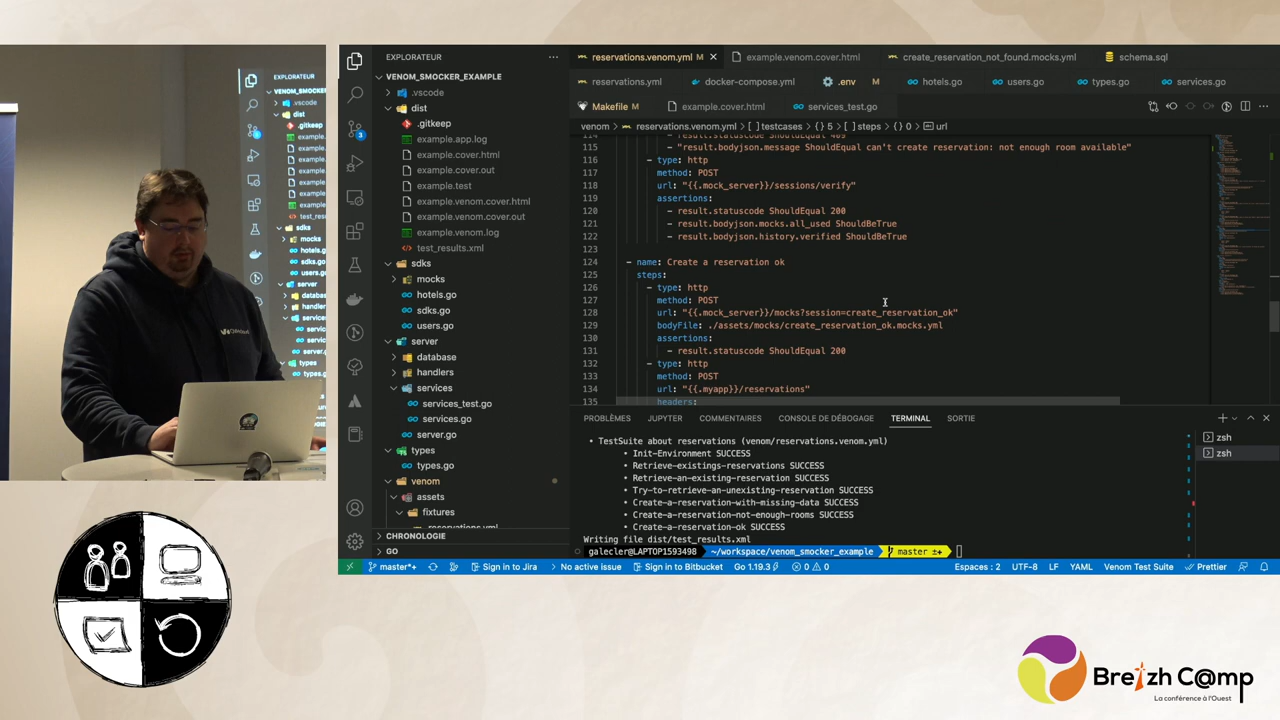 EXPLORATEUR
VENOM_SMOCKER_EXAMPLE
.vscode
dist
.gitkeep
example.app.log
example.cover.html
example.cover.out
example.test
example.venom.cover.html
example.venom.cover.out
example.venom.log
test_results.xml
sdks
mocks
hotels.go
sdks.go
users.go
server
database
handlers
services
services_test.go
services.go
server.go
types
types.go
venom
assets
fixtures
reservations.yml
CHRONOLOGIE
GO
reservations.venom.yml M
example.venom.cover.html
create_reservation_not_found.mocks.yml
schema.sql
reservations.yml
docker-compose.yml
.env M
hotels.go
users.go
types.go
services.go
Makefile M
example.cover.html
services_test.go
venom > reservations.venom.yml > [ ] testcases > {} 5 > [ ] steps > {} 0 > url
114 - result.statuscode ShouldEqual 409
115 - "result.bodyjson.message ShouldEqual can't create reservation: not enough room available"
116 - type: http
117 method: POST
118 url: "{{.mock_server}}/sessions/verify"
119 assertions:
120 - result.statuscode ShouldEqual 200
121 - result.bodyjson.mocks.all_used ShouldBeTrue
122 - result.bodyjson.history.verified ShouldBeTrue
123
124 - name: Create a reservation ok
125 steps:
126 - type: http
127 method: POST
128 url: "{{.mock_server}}/mocks?session=create_reservation_ok"
129 bodyFile: ./assets/mocks/create_reservation_ok.mocks.yml
130 assertions:
131 - result.statuscode ShouldEqual 200
132 - type: http
133 method: POST
134 url: "{{.myapp}}/reservations"
135 headers:
PROBLÈMES JUPYTER COMMENTAIRES CONSOLE DE DÉBOGAGE TERMINAL SORTIE
zsh
zsh
• TestSuite about reservations (venom/reservations.venom.yml)
• Init-Environment SUCCESS
• Retrieve-existings-reservations SUCCESS
• Retrieve-an-existing-reservation SUCCESS
• Try-to-retrieve-an-unexisting-reservation SUCCESS
• Create-a-reservation-with-missing-data SUCCESS
• Create-a-reservation-not-enough-rooms SUCCESS
• Create-a-reservation-ok SUCCESS
Writing file dist/test_results.xml
galecler@LAPTOP1593498 ~/workspace/venom_smocker_example master ±+
master*+ Sign in to Jira No active issue Sign in to Bitbucket Go 1.19.3 0 0 Espaces : 2 UTF-8 LF YAML Venom Test Suite Prettier
Breizh C@mp
La conférence à l'Ouest